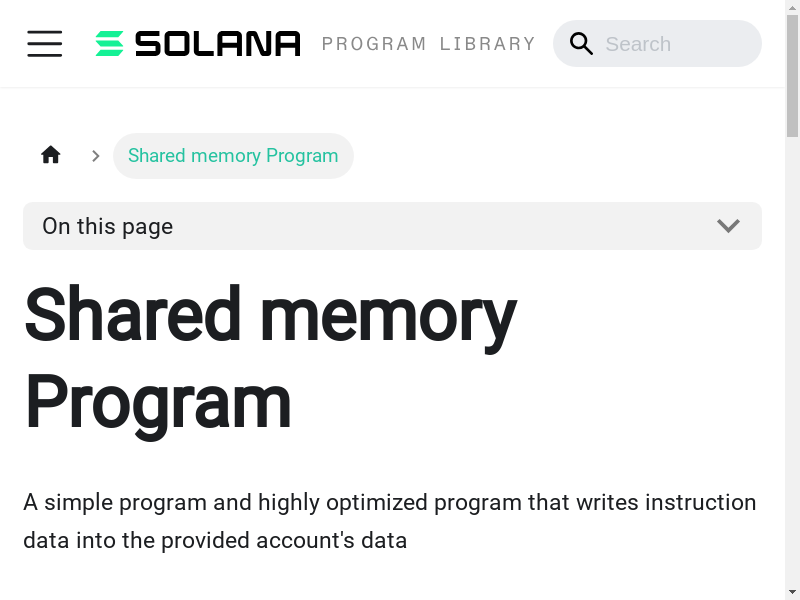 SOLANA PROGRAM LIBRARY Search
Shared memory Program
On this page
Shared memory
Program
A simple program and highly optimized program that writes instruction
data into the provided account's data